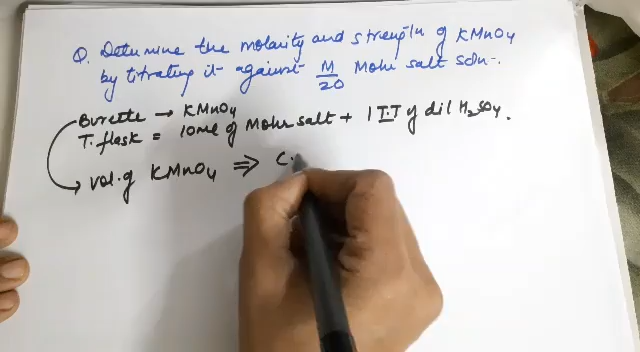 Q. Determine the molarity and strength of KMnO4
by titrating it against M/20 Mohr salt soln.
Burette → KMnO4
T. flask = 10ml of Mohr salt + 1 T.T of dil H2SO4.
vol. of KMnO4 ⇒ C.